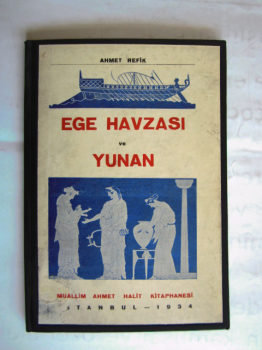 AHMET REFİK
EGE HAVZASI
ve
YUNAN
MUALLİM AHMET HALİT KİTAPHANESİ
İSTANBUL — 1934